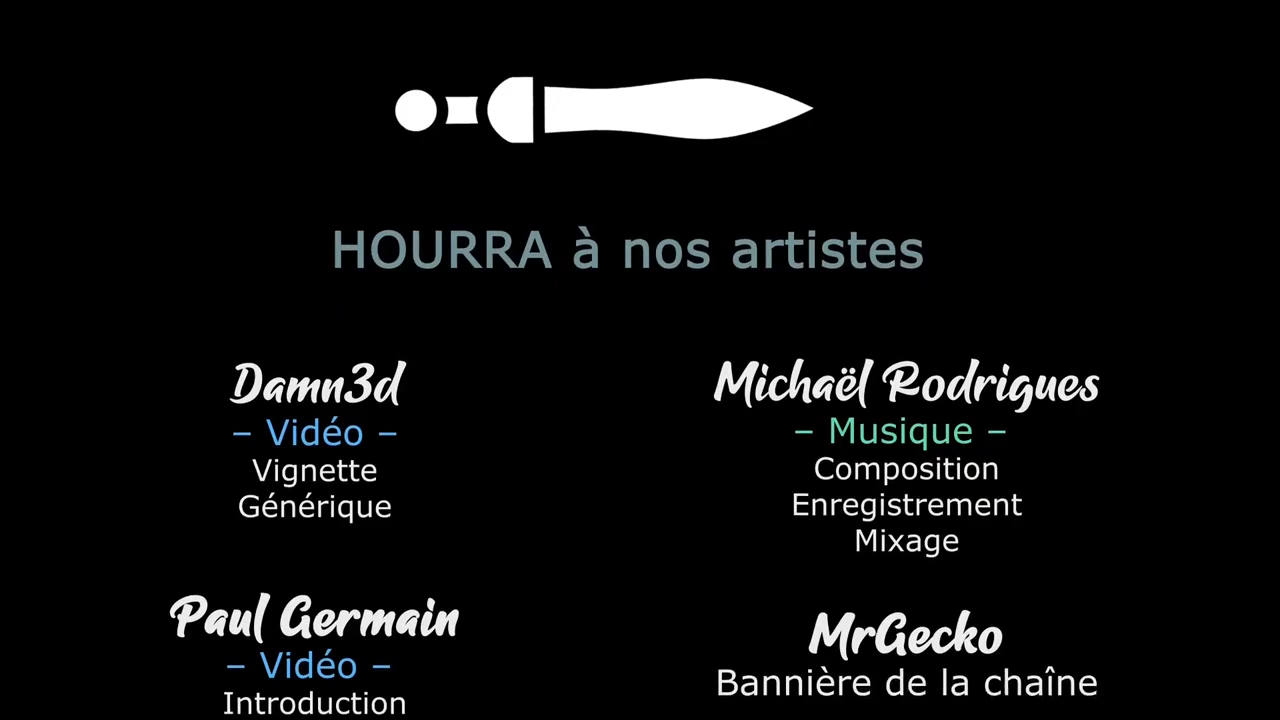 HOURRA à nos artistes
Damn3d
– Vidéo –
Vignette
Générique
Michaël Rodrigues
– Musique –
Composition
Enregistrement
Mixage
Paul Germain
– Vidéo –
Introduction
MrGecko
Bannière de la chaîne